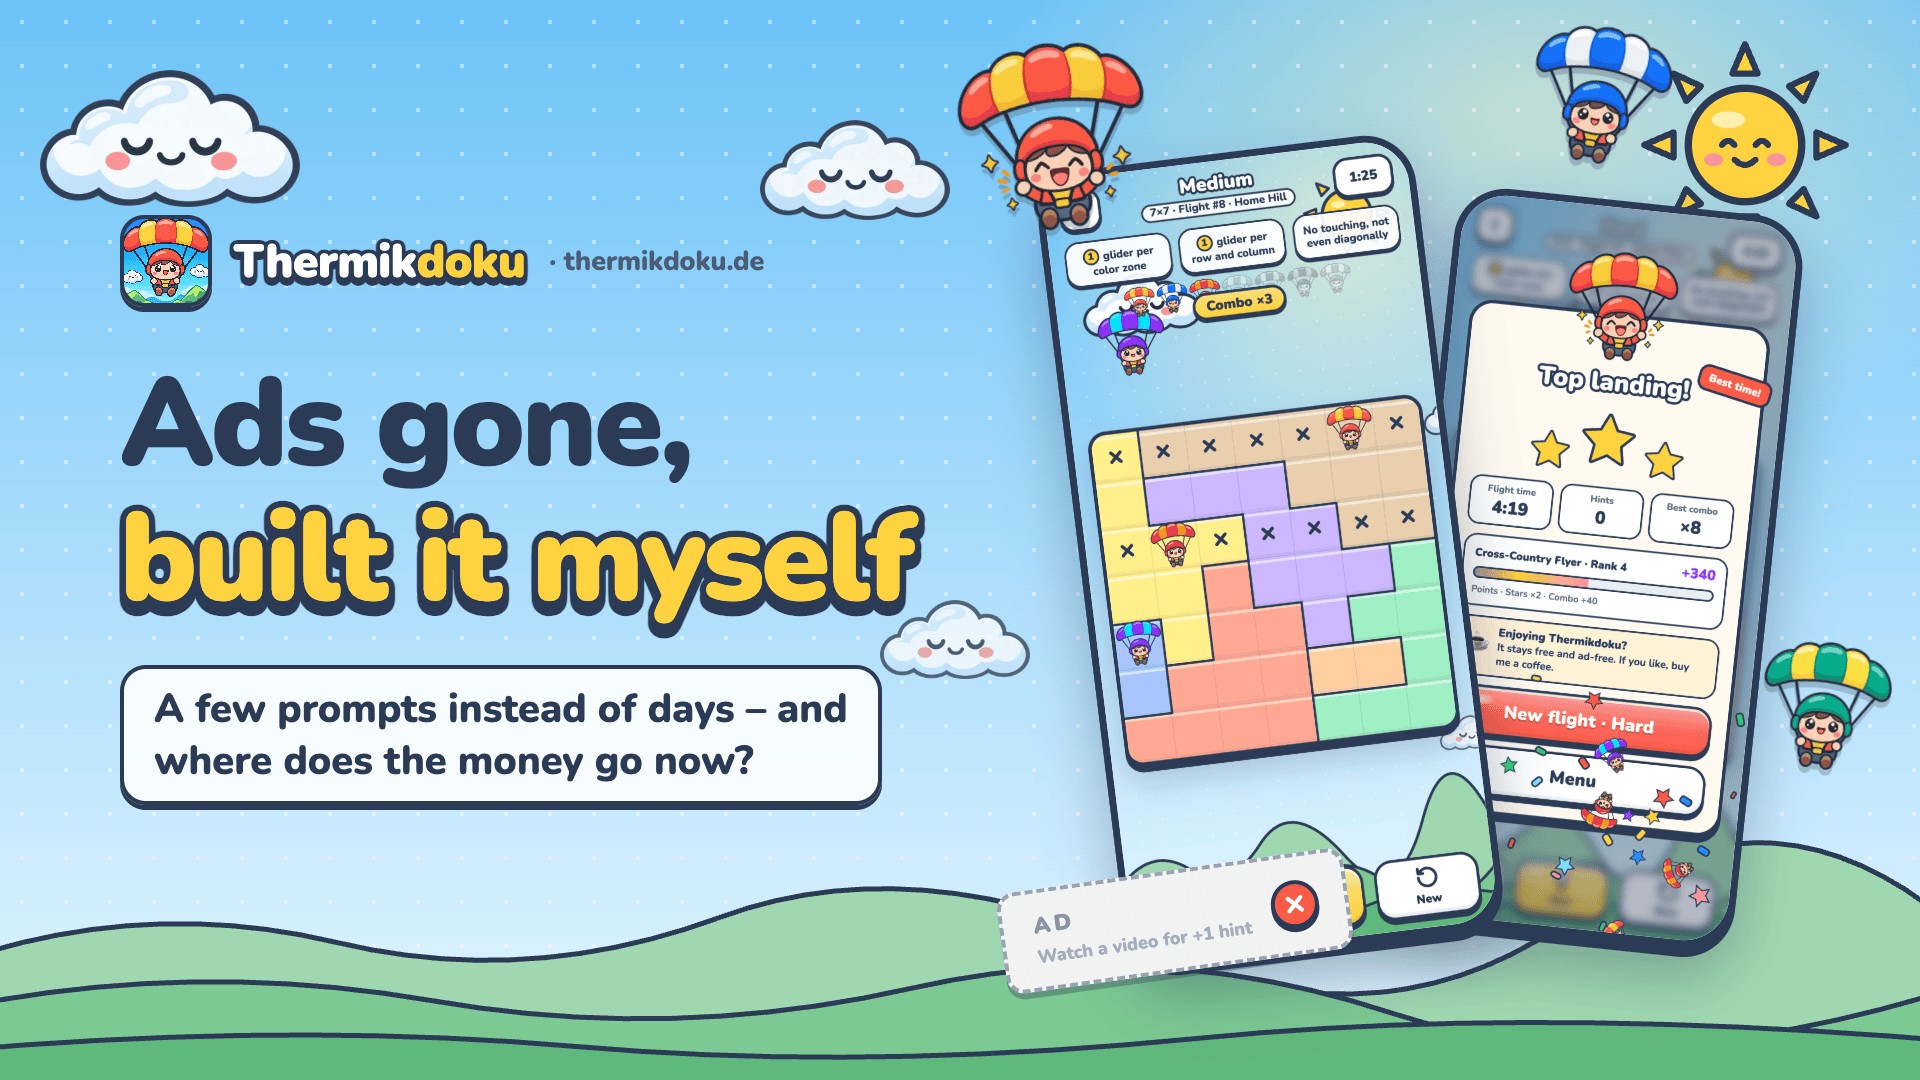 Thermikdoku · thermikdoku.de
Ads gone,
built it myself
A few prompts instead of days – and
where does the money go now?
Medium
1:25
7×7 · Flight #8 · Home Hill
1 glider per
color zone
1 glider per
row and column
No touching, not
even diagonally
Combo ×3
New
AD
Watch a video for +1 hint
Top landing!
Best time!
Flight time
4:19
Hints
0
Best combo
×8
Cross-Country Flyer · Rank 4
+340
Points · Stars ×2 · Combo +40
Enjoying Thermikdoku?
It stays free and ad-free. If you like, buy
me a coffee.
New flight · Hard
Menu